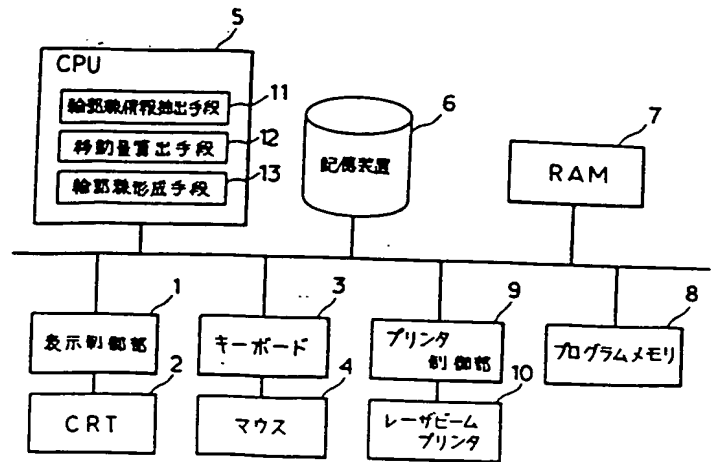 5
CPU
輪郭線情報抽出手段
11
移動量算出手段
12
輪郭線形成手段
13
6
記憶装置
7
RAM
1
表示制御部
2
CRT
3
キーボード
4
マウス
9
プリンタ
制御部
10
レーザビーム
プリンタ
8
プログラムメモリ